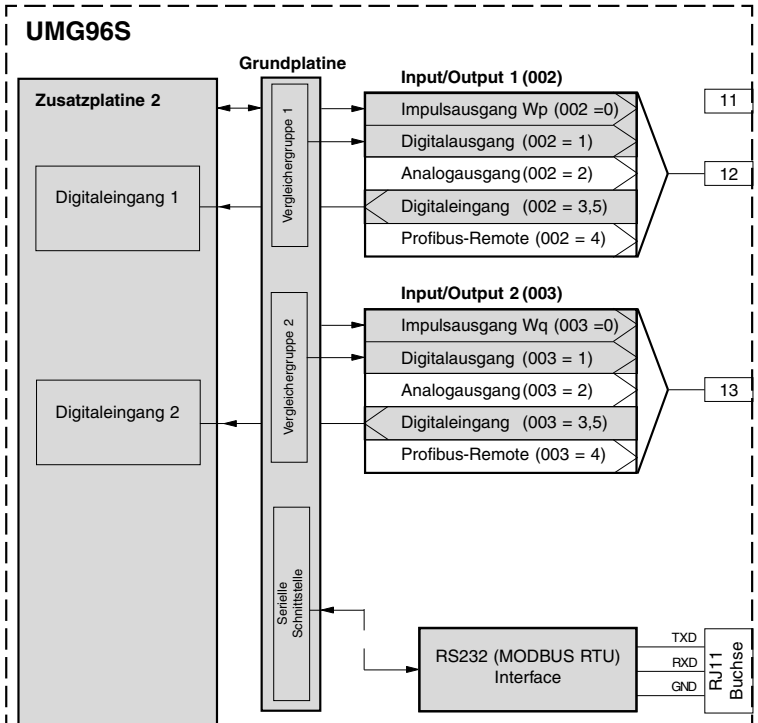 UMG96S
Grundplatine
Zusatzplatine 2
Digitaleingang 1
Digitaleingang 2
Vergleichergruppe 1
Vergleichergruppe 2
Serielle
Schnittstelle
Input/Output 1 (002)
Impulsausgang Wp (002 =0)
Digitalausgang (002 = 1)
Analogausgang(002 = 2)
Digitaleingang (002 = 3,5)
Profibus-Remote (002 = 4)
11
12
Input/Output 2 (003)
Impulsausgang Wq (003 =0)
Digitalausgang (003 = 1)
Analogausgang(003 = 2)
Digitaleingang (003 = 3,5)
Profibus-Remote (003 = 4)
13
RS232 (MODBUS RTU)
Interface
TXD
RXD
GND
RJ11
Buchse